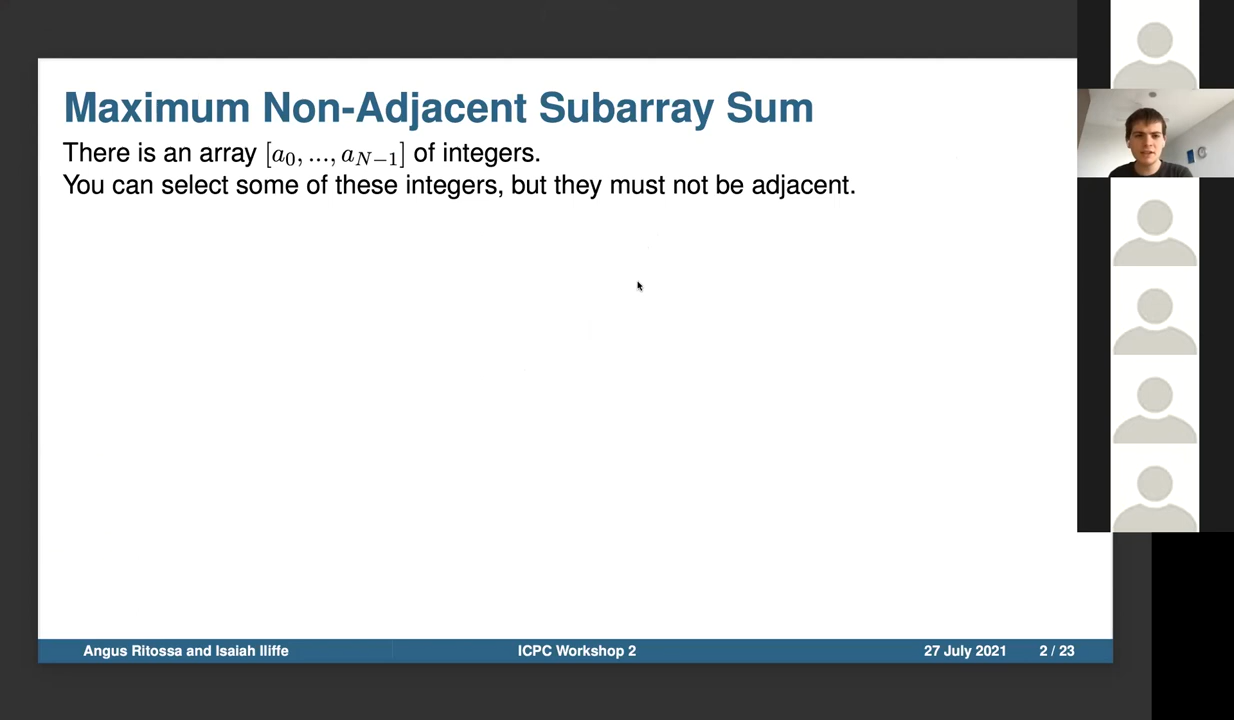 Maximum Non-Adjacent Subarray Sum
There is an array [a₀, ..., a_{N−1}] of integers.
You can select some of these integers, but they must not be adjacent.
Angus Ritossa and Isaiah Iliffe
ICPC Workshop 2
27 July 2021
2 / 23